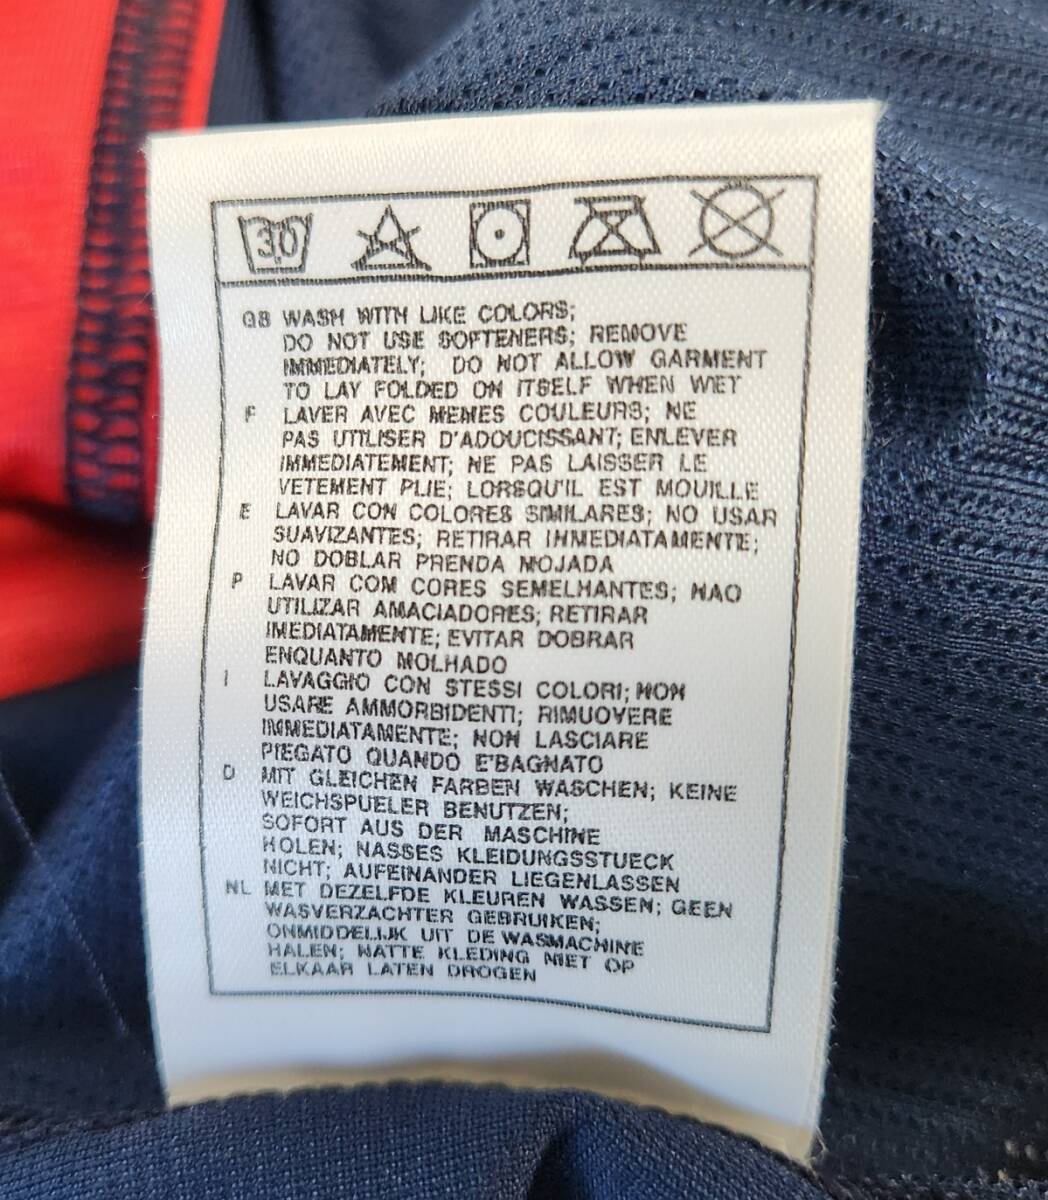 30
GB WASH WITH LIKE COLORS;
DO NOT USE SOFTENERS; REMOVE
IMMEDIATELY; DO NOT ALLOW GARMENT
TO LAY FOLDED ON ITSELF WHEN WET
F LAVER AVEC MEMES COULEURS; NE
PAS UTILISER D'ADOUCISSANT; ENLEVER
IMMEDIATEMENT; NE PAS LAISSER LE
VETEMENT PLIE; LORSQU'IL EST MOUILLE
E LAVAR CON COLORES SIMILARES; NO USAR
SUAVIZANTES; RETIRAR INMEDIATAMENTE;
NO DOBLAR PRENDA MOJADA
P LAVAR COM CORES SEMELHANTES; NAO
UTILIZAR AMACIADORES; RETIRAR
IMEDIATAMENTE; EVITAR DOBRAR
ENQUANTO MOLHADO
I LAVAGGIO CON STESSI COLORI; NON
USARE AMMORBIDENTI; RIMUOVERE
IMMEDIATAMENTE; NON LASCIARE
PIEGATO QUANDO E'BAGNATO
D MIT GLEICHEN FARBEN WASCHEN; KEINE
WEICHSPUELER BENUTZEN;
SOFORT AUS DER MASCHINE
HOLEN; NASSES KLEIDUNGSSTUECK
NICHT; AUFEINANDER LIEGENLASSEN
NL MET DEZELFDE KLEUREN WASSEN; GEEN
WASVERZACHTER GEBRUIKEN;
ONMIDDELIJK UIT DE WASMACHINE
HALEN; NATTE KLEDING NIET OP
ELKAAR LATEN DROGEN